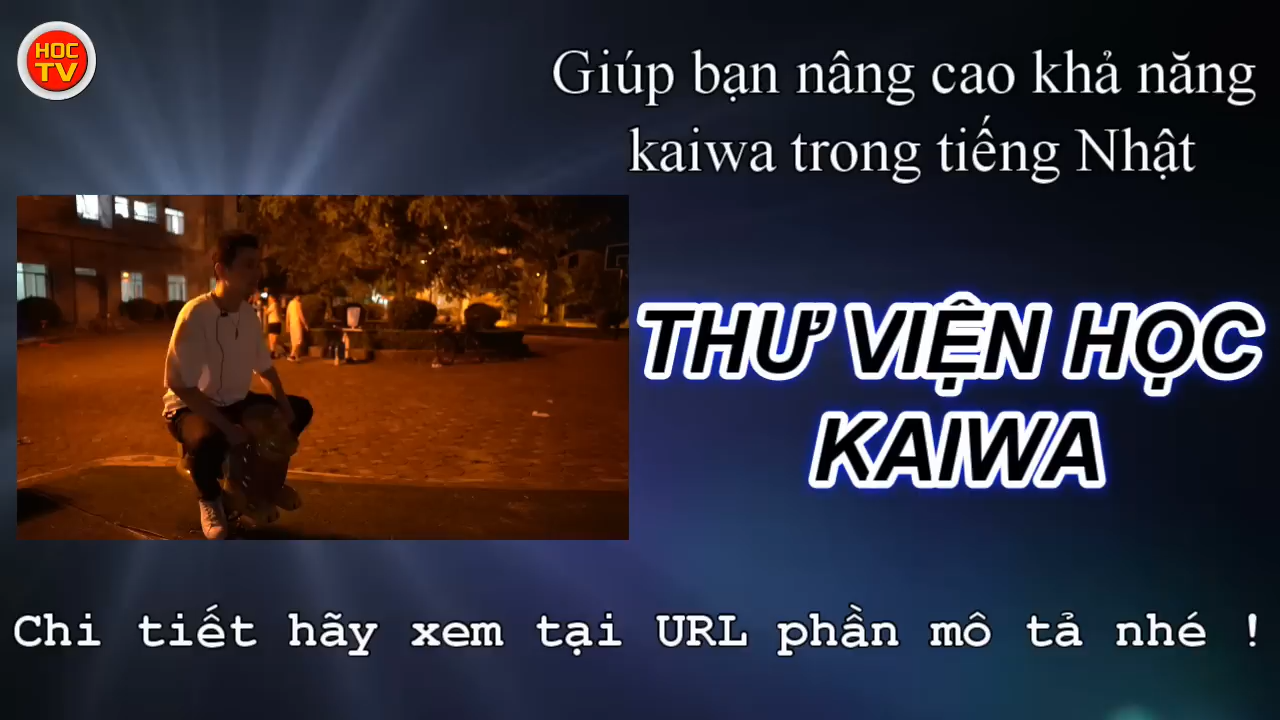 HOC
TV
Giúp bạn nâng cao khả năng
kaiwa trong tiếng Nhật
THƯ VIỆN HỌC
KAIWA
Chi tiết hãy xem tại URL phần mô tả nhé !